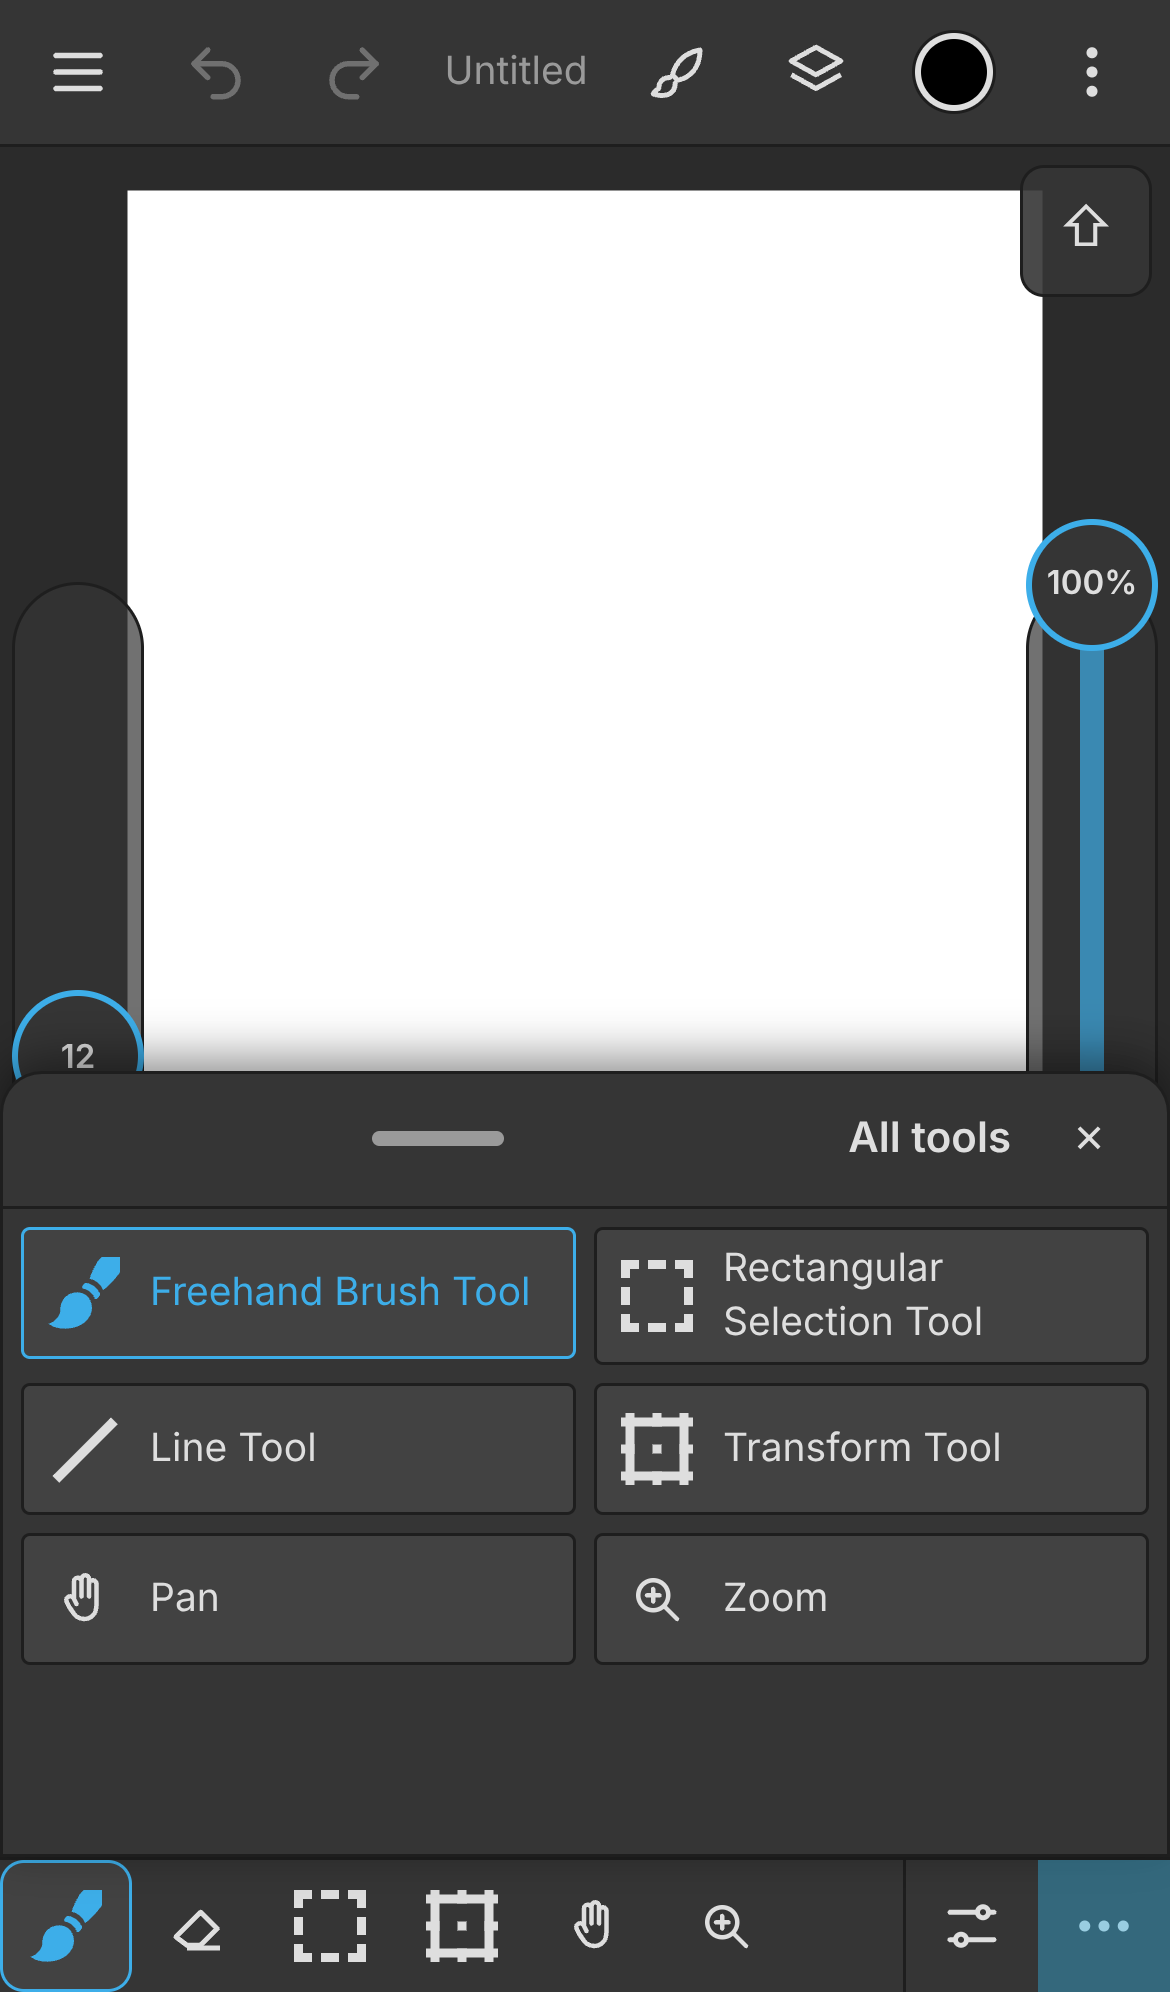 Untitled
100%
12
All tools
Freehand Brush Tool
Rectangular
Selection Tool
Line Tool
Transform Tool
Pan
Zoom